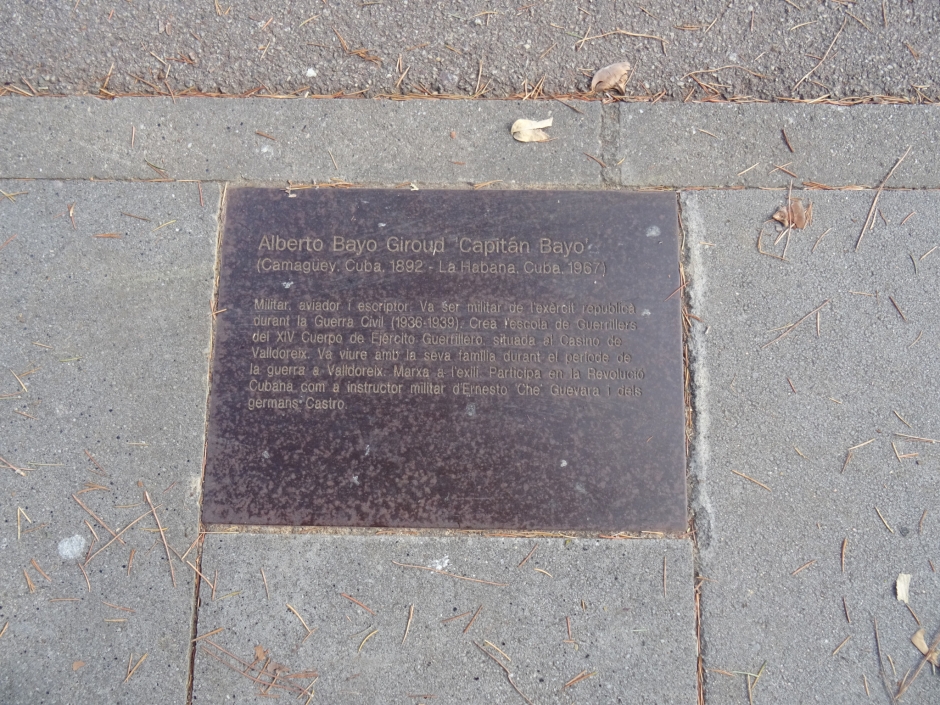 Alberto Bayo Giroud 'Capitán Bayo'
(Camagüey, Cuba, 1892 - La Habana, Cuba, 1967)
Militar, aviador i escriptor. Va ser militar de l'exèrcit republicà
durant la Guerra Civil (1936-1939). Crea l'escola de Guerrillers
del XIV Cuerpo de Ejército Guerrillero, situada al Casino de
Valldoreix. Va viure amb la seva família durant el període de
la guerra a Valldoreix. Marxa a l'exili. Participa en la Revolució
Cubana com a instructor militar d'Ernesto 'Che' Guevara i dels
germans Castro.